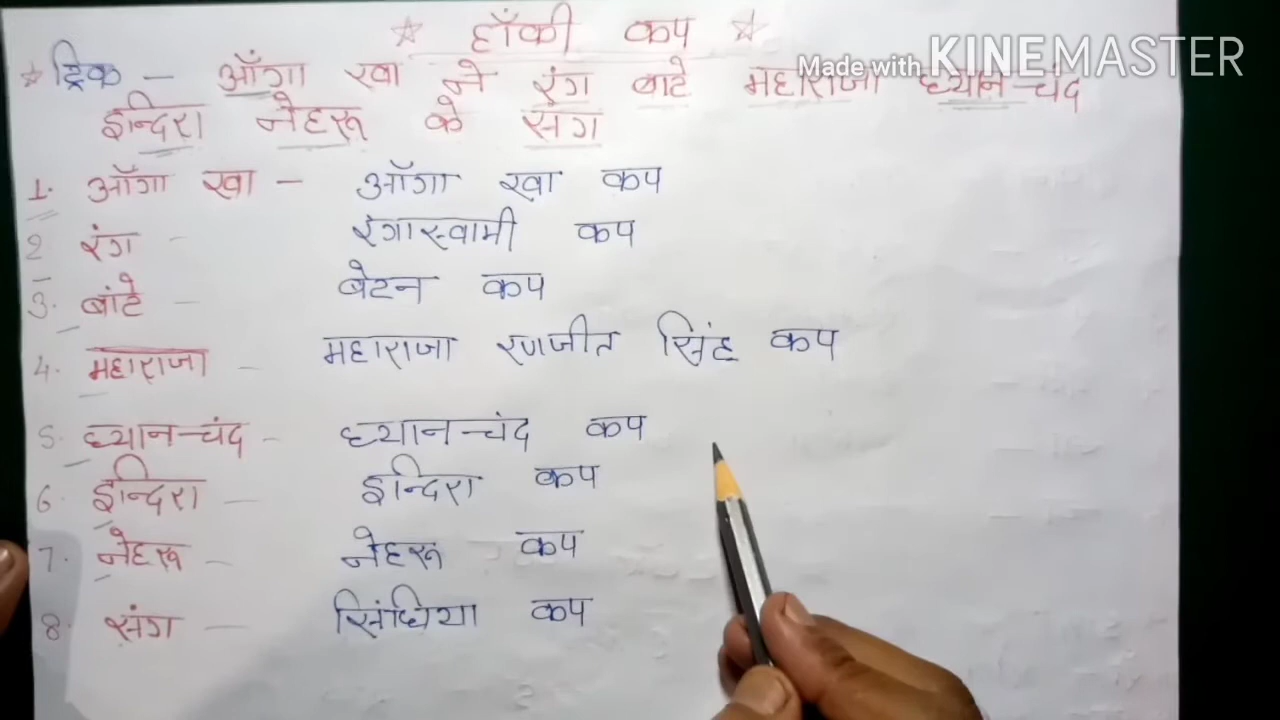 ☆ हॉकी कप ☆
Made with KINEMASTER
☆ ट्रिक – ऑगा खा ने रंग बाटे महाराजा ध्यानचंद
इन्दिरा नेहरू के संग
1. ऑगा खा – ऑगा खा कप
2 रंग – रंगास्वामी कप
3. बांटे – बेटन कप
4. महाराजा – महाराजा रणजीत सिंह कप
5. ध्यानचंद – ध्यानचंद कप
6 इन्दिरा – इन्दिरा कप
7. नेहरू – नेहरू कप
8. संग – सिंधिया कप